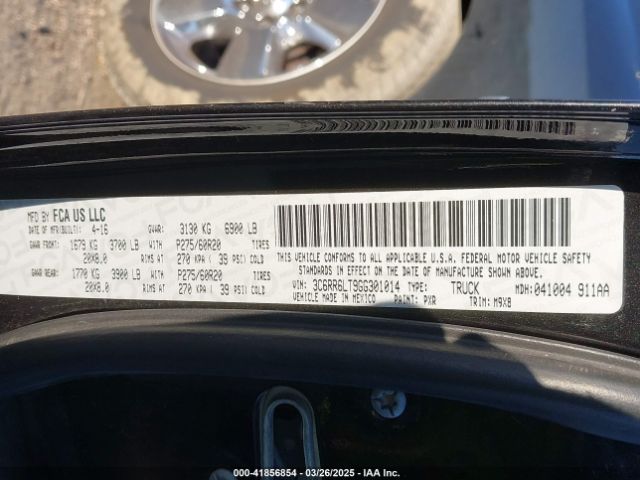 MFD BY FCA US LLC
DATE OF MFR(BUILT): 4-16 GVWR: 3130 KG 6900 LB
GAWR FRONT: 1679 KG 3700 LB WITH P275/60R20 TIRES
20X8.0 RIMS AT 270 KPA ( 39 PSI) COLD
GAWR REAR: 1770 KG 3900 LB WITH P275/60R20 TIRES
20X8.0 RIMS AT 270 KPA ( 39 PSI) COLD
THIS VEHICLE CONFORMS TO ALL APPLICABLE U.S.A. FEDERAL MOTOR VEHICLE SAFETY
STANDARDS IN EFFECT ON THE DATE OF MANUFACTURE SHOWN ABOVE.
VIN: 3C6RR6LT9GG301014 TYPE: TRUCK MDH: 041004 911AA
VEHICLE MADE IN MEXICO PAINT: PXR TRIM: M9X8
000-41856854 - 03/26/2025 - IAA Inc.